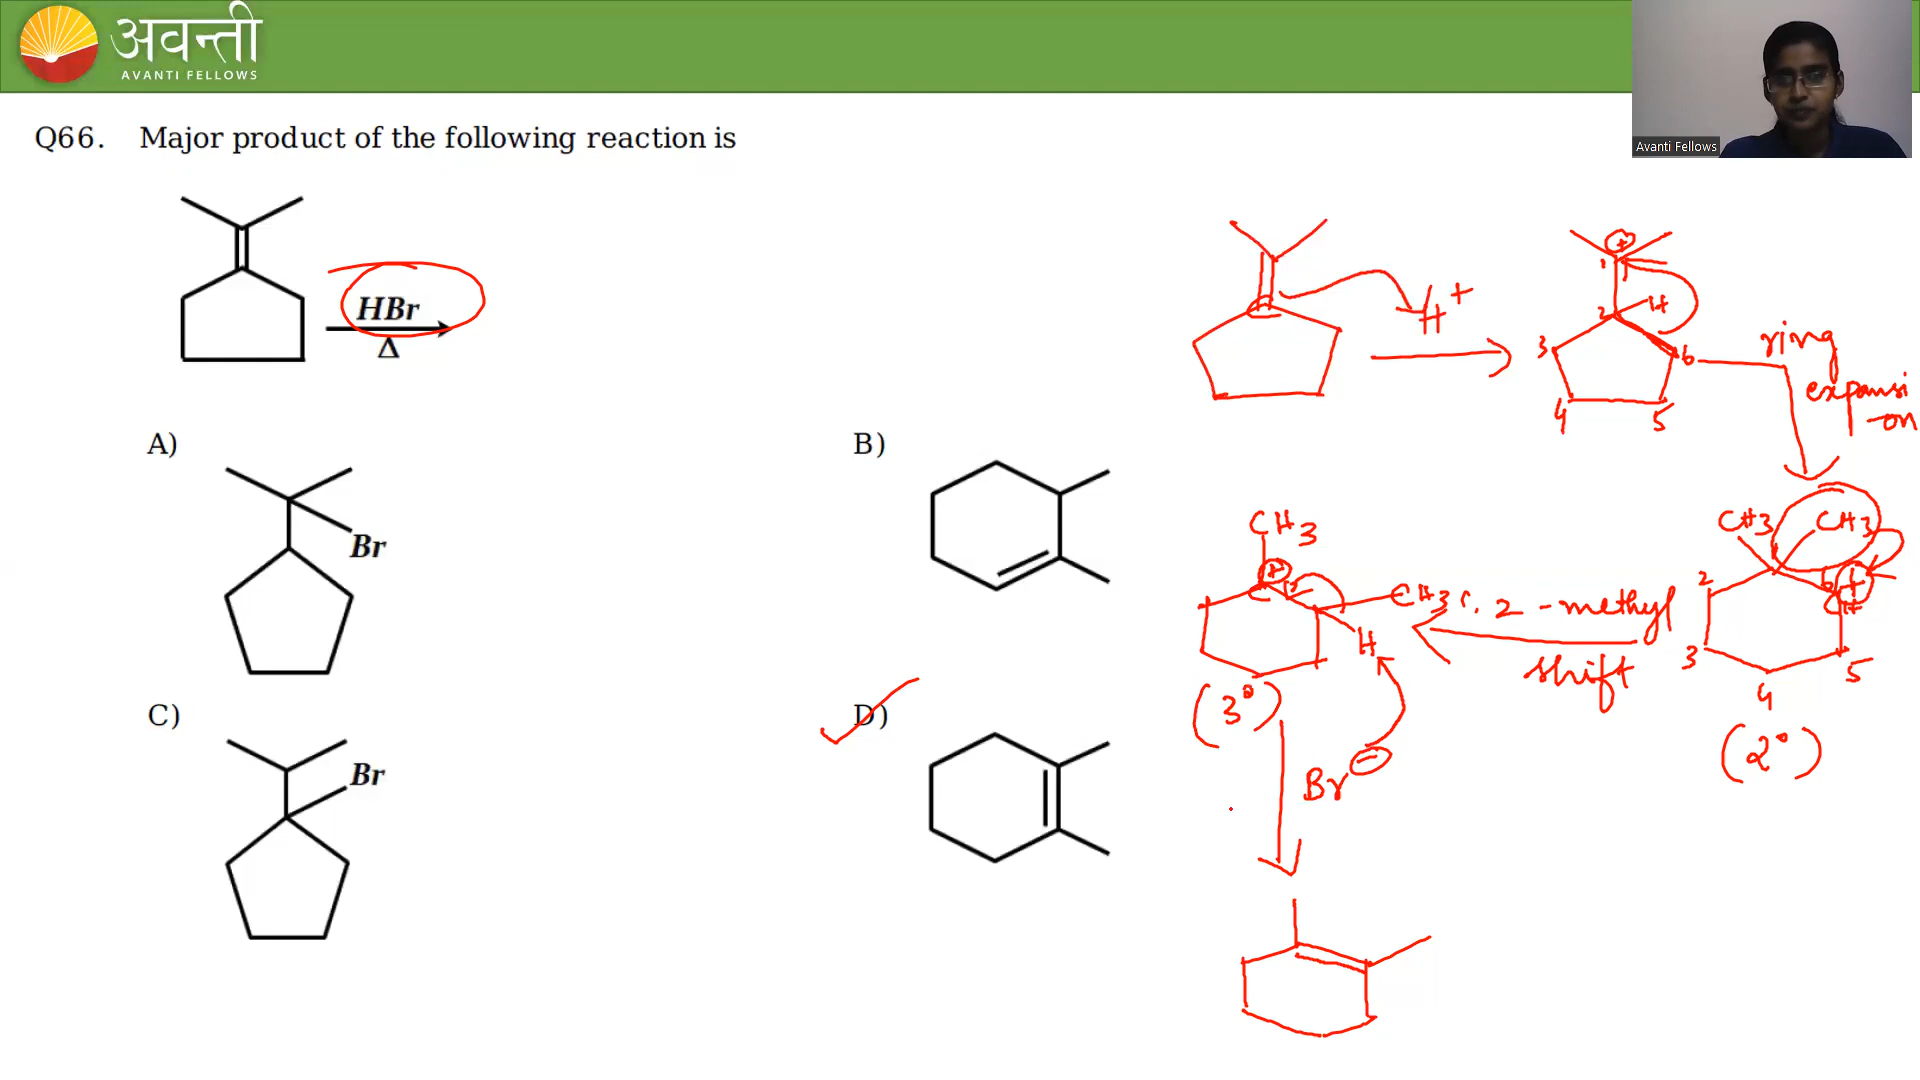 अवन्ती
AVANTI FELLOWS
Avanti Fellows
Q66. Major product of the following reaction is
HBr
Δ
H+
+
1
2
H
3
4
5
6
ring
expansi
-on
A)
Br
B)
C)
Br
D)
CH3
CH3
2
3
4
5
6
+
CH
(2°)
1, 2 - methyl
shift
CH3
+
CH3
H
(3°)
Br−